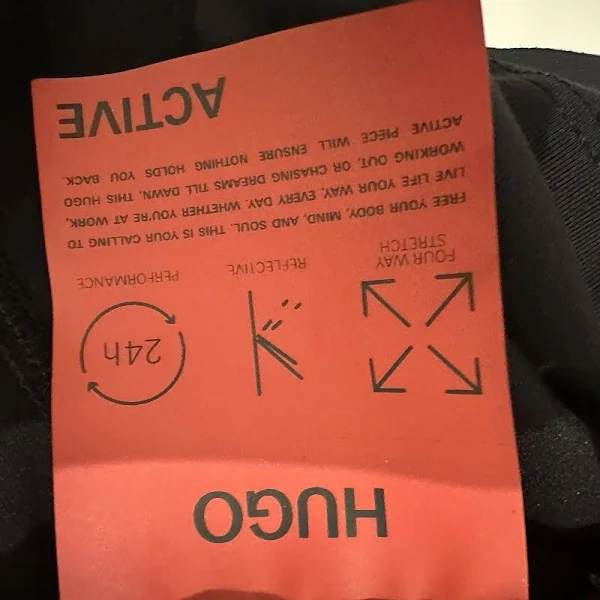 HUGO
24h
FOUR WAY
STRETCH
REFLECTIVE
PERFORMANCE
FREE YOUR BODY, MIND, AND SOUL. THIS IS YOUR CALLING TO
LIVE LIFE YOUR WAY, EVERY DAY. WHETHER YOU'RE AT WORK,
WORKING OUT, OR CHASING DREAMS TILL DAWN, THIS HUGO
ACTIVE PIECE WILL ENSURE NOTHING HOLDS YOU BACK.
ACTIVE